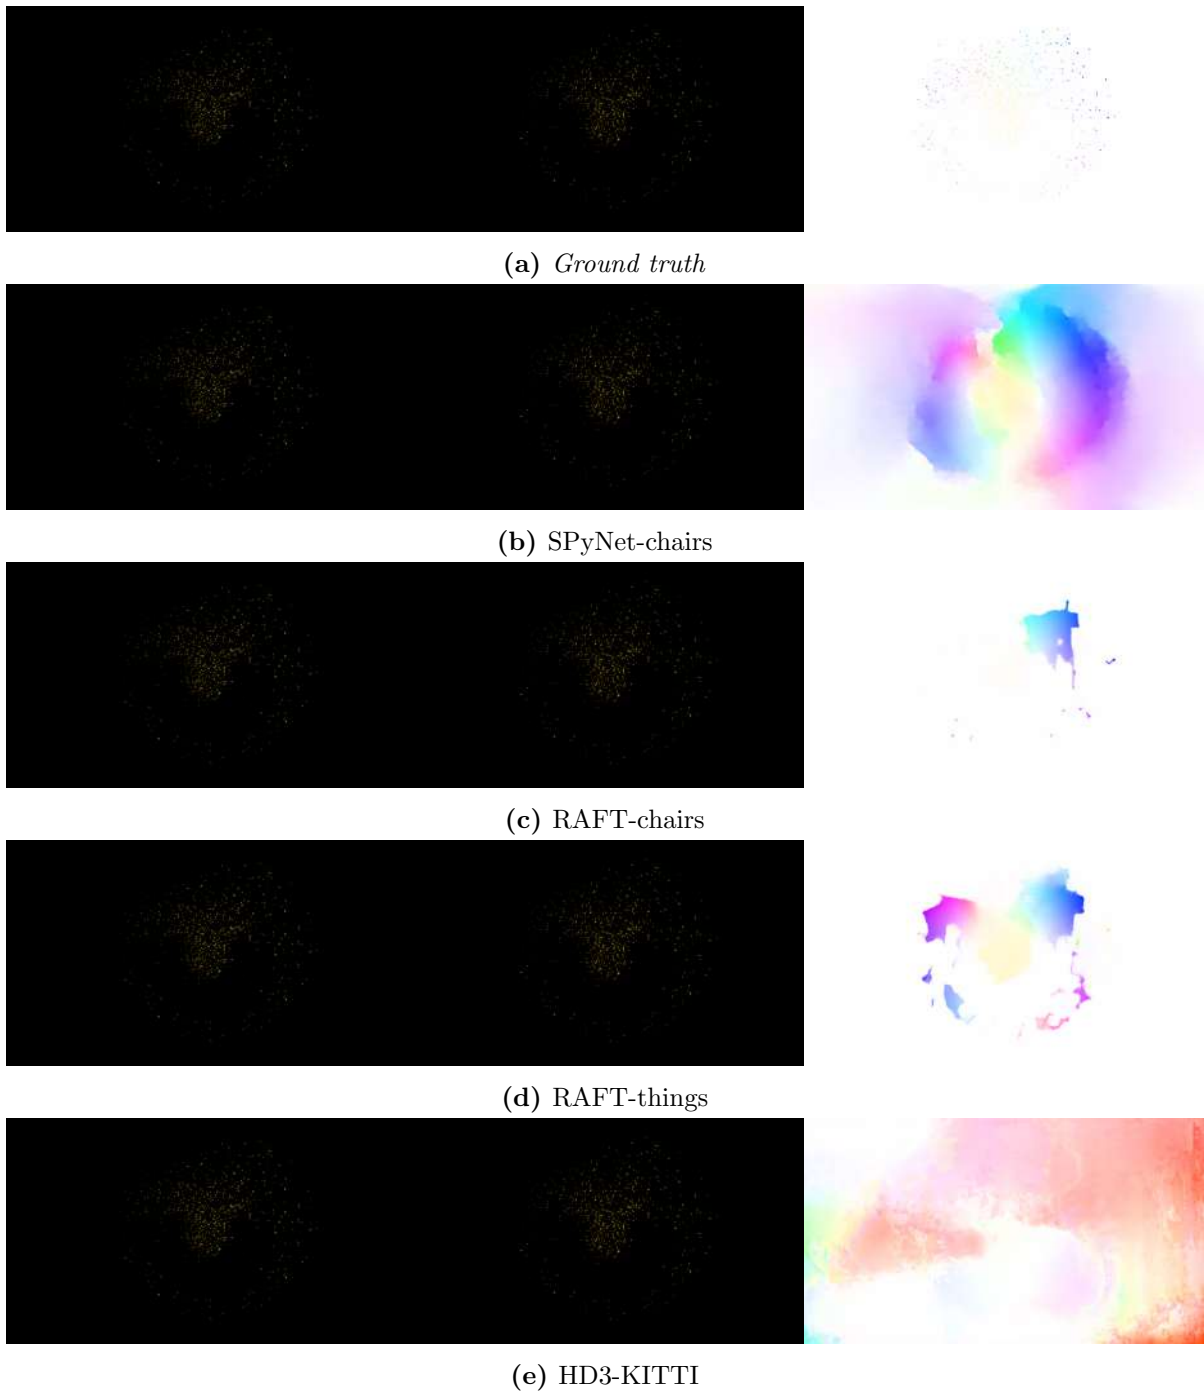 (a) Ground truth
(b) SPyNet-chairs
(c) RAFT-chairs
(d) RAFT-things
(e) HD3-KITTI